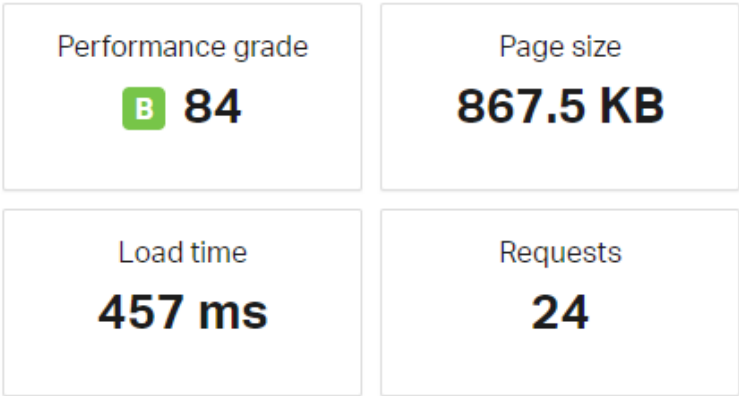 Performance grade
B 84
Page size
867.5 KB
Load time
457 ms
Requests
24